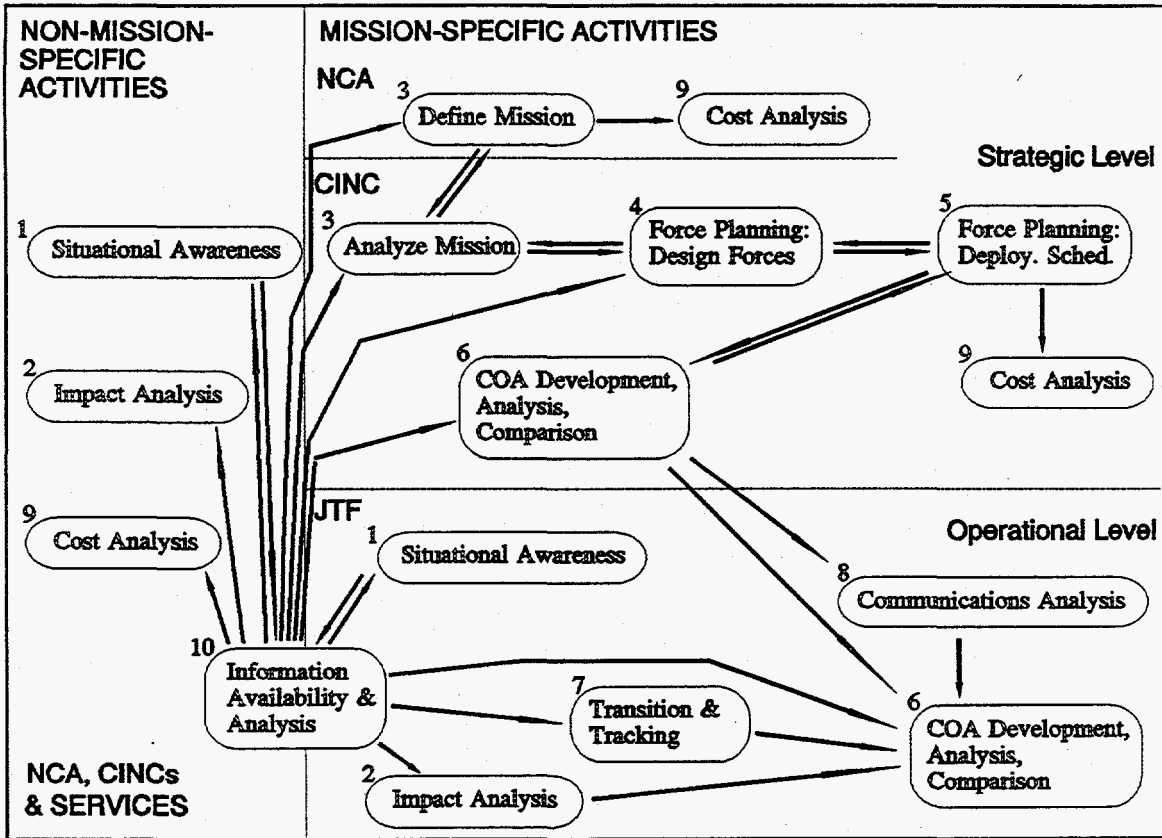 NON-MISSION-
SPECIFIC
ACTIVITIES
MISSION-SPECIFIC ACTIVITIES
NCA
3
Define Mission
9
Cost Analysis
Strategic Level
CINC
1
Situational Awareness
3
Analyze Mission
4
Force Planning:
Design Forces
5
Force Planning:
Deploy. Sched.
2
Impact Analysis
6
COA Development,
Analysis,
Comparison
9
Cost Analysis
9
Cost Analysis
JTF
1
Situational Awareness
Operational Level
8
Communications Analysis
10
Information
Availability &
Analysis
7
Transition &
Tracking
6
COA Development,
Analysis,
Comparison
2
Impact Analysis
NCA, CINCs
& SERVICES